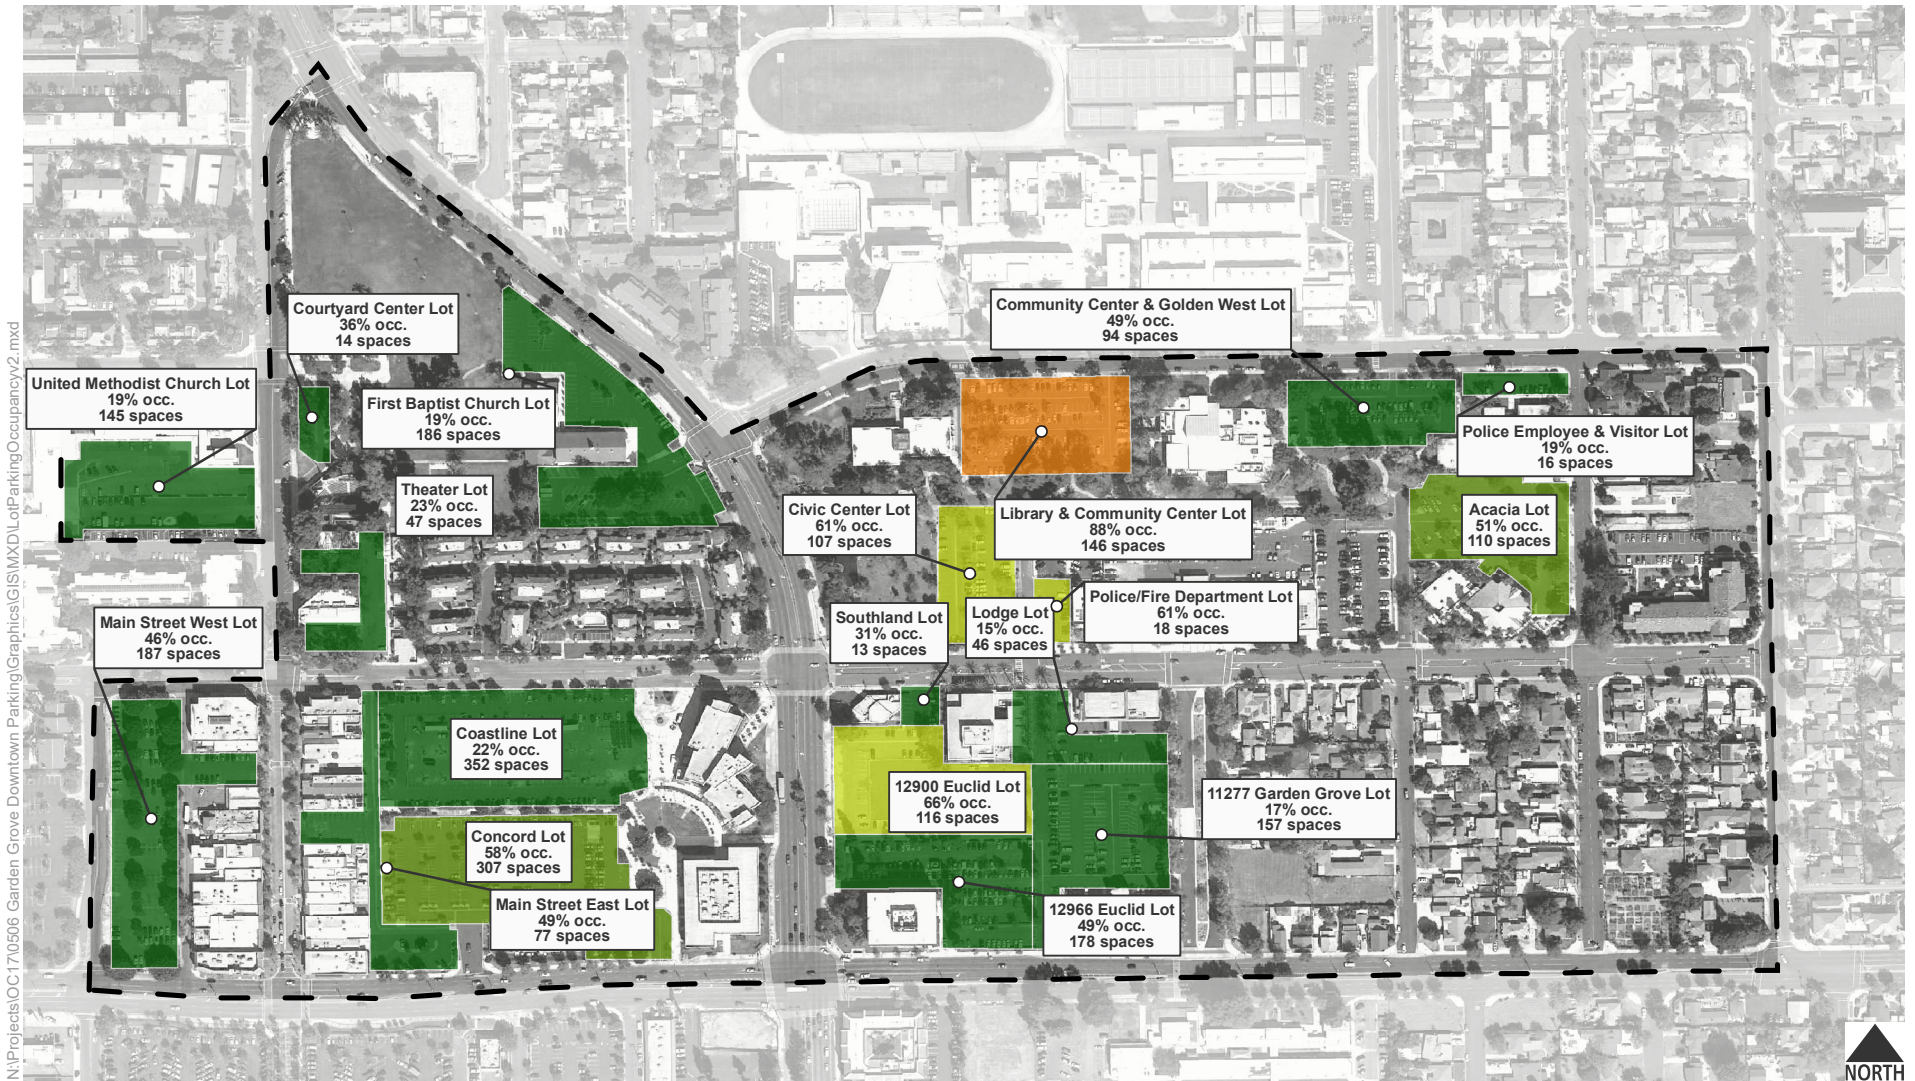 Courtyard Center Lot
36% occ.
14 spaces
Community Center & Golden West Lot
49% occ.
94 spaces
United Methodist Church Lot
19% occ.
145 spaces
First Baptist Church Lot
19% occ.
186 spaces
Police Employee & Visitor Lot
19% occ.
16 spaces
Theater Lot
23% occ.
47 spaces
Civic Center Lot
61% occ.
107 spaces
Library & Community Center Lot
88% occ.
146 spaces
Acacia Lot
51% occ.
110 spaces
Main Street West Lot
46% occ.
187 spaces
Southland Lot
31% occ.
13 spaces
Lodge Lot
15% occ.
46 spaces
Police/Fire Department Lot
61% occ.
18 spaces
Coastline Lot
22% occ.
352 spaces
12900 Euclid Lot
66% occ.
116 spaces
11277 Garden Grove Lot
17% occ.
157 spaces
Concord Lot
58% occ.
307 spaces
Main Street East Lot
49% occ.
77 spaces
12966 Euclid Lot
49% occ.
178 spaces
N:\Projects\OC17\0506 Garden Grove Downtown Parking\Graphics\GIS\MXD\LotParkingOccupancyv2.mxd
NORTH